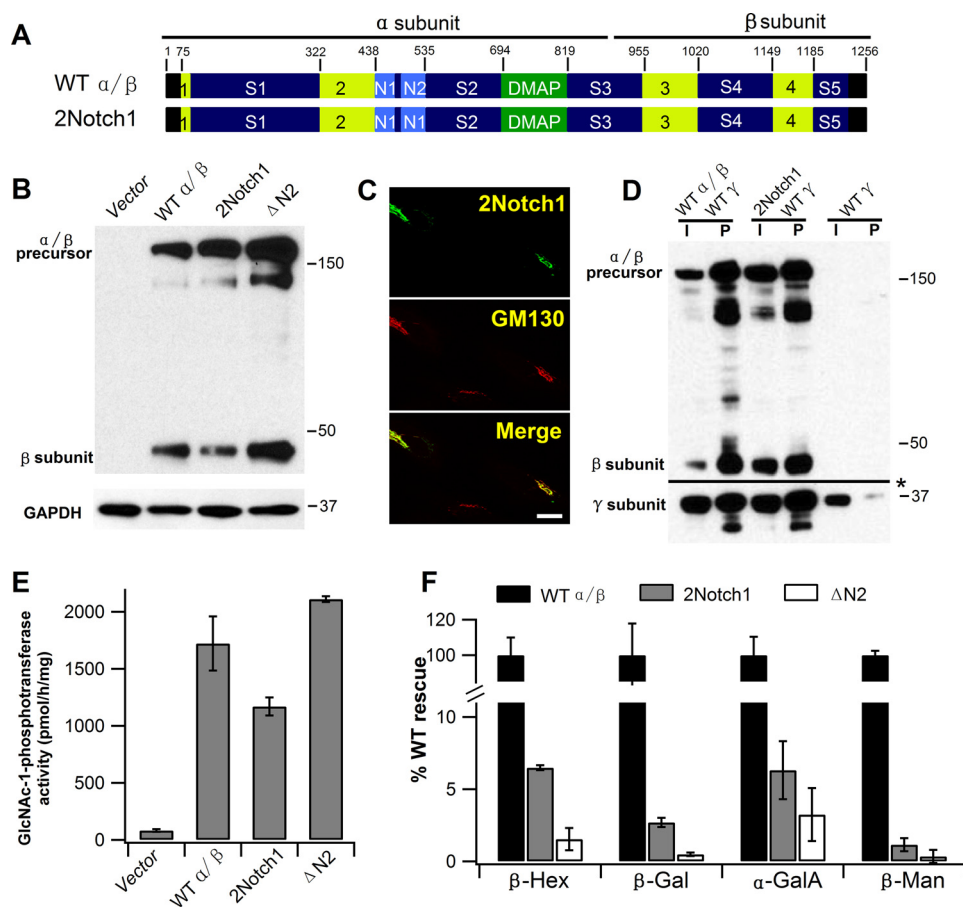 A
α subunit
β subunit
1 75 322 438 535 694 819 955 1020 1149 1185 1256
WT α/β
1 S1 2 N1 N2 S2 DMAP S3 3 S4 4 S5
2Notch1
1 S1 2 N1 N1 S2 DMAP S3 3 S4 4 S5
B
Vector
WT α/β
2Notch1
ΔN2
α/β
precursor
–150
–50
β subunit
GAPDH
–37
C
2Notch1
GM130
Merge
D
WT α/β
WT γ
2Notch1
WT γ
WT γ
I P I P I P
α/β
precursor
–150
–50
β subunit
*
–37
γ subunit
E
GlcNAc-1-phosphotransferase
activity (pmol/h/mg)
2000
1500
1000
500
0
Vector
WT α/β
2Notch1
ΔN2
F
WT α/β
2Notch1
ΔN2
% WT rescue
100
10
5
0
β-Hex
β-Gal
α-GalA
β-Man